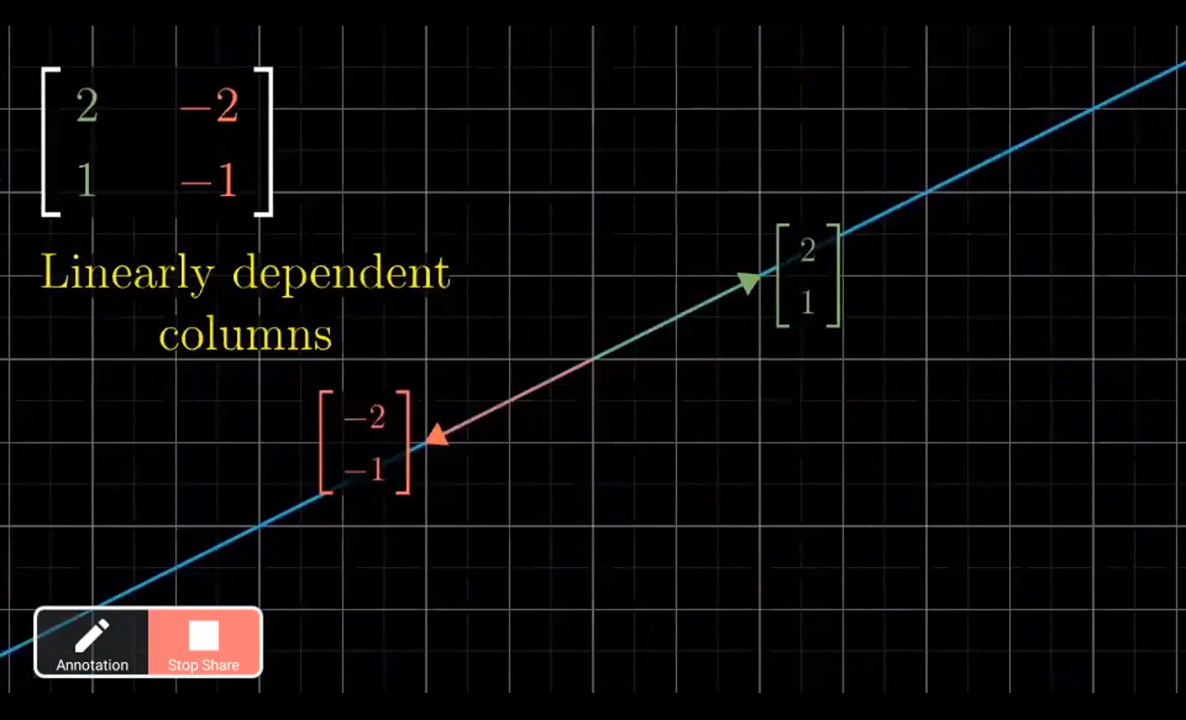 2 −2
1 −1
Linearly dependent
columns
2
1
−2
−1
Annotation Stop Share